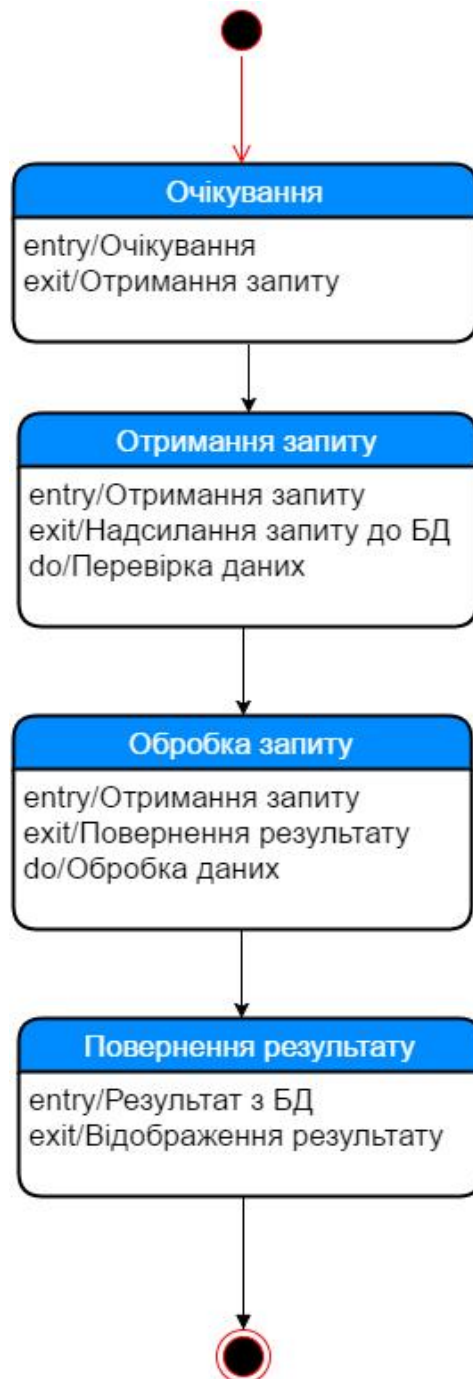 Очікування
entry/Очікування
exit/Отримання запиту
Отримання запиту
entry/Отримання запиту
exit/Надсилання запиту до БД
do/Перевірка даних
Обробка запиту
entry/Отримання запиту
exit/Повернення результату
do/Обробка даних
Повернення результату
entry/Результат з БД
exit/Відображення результату